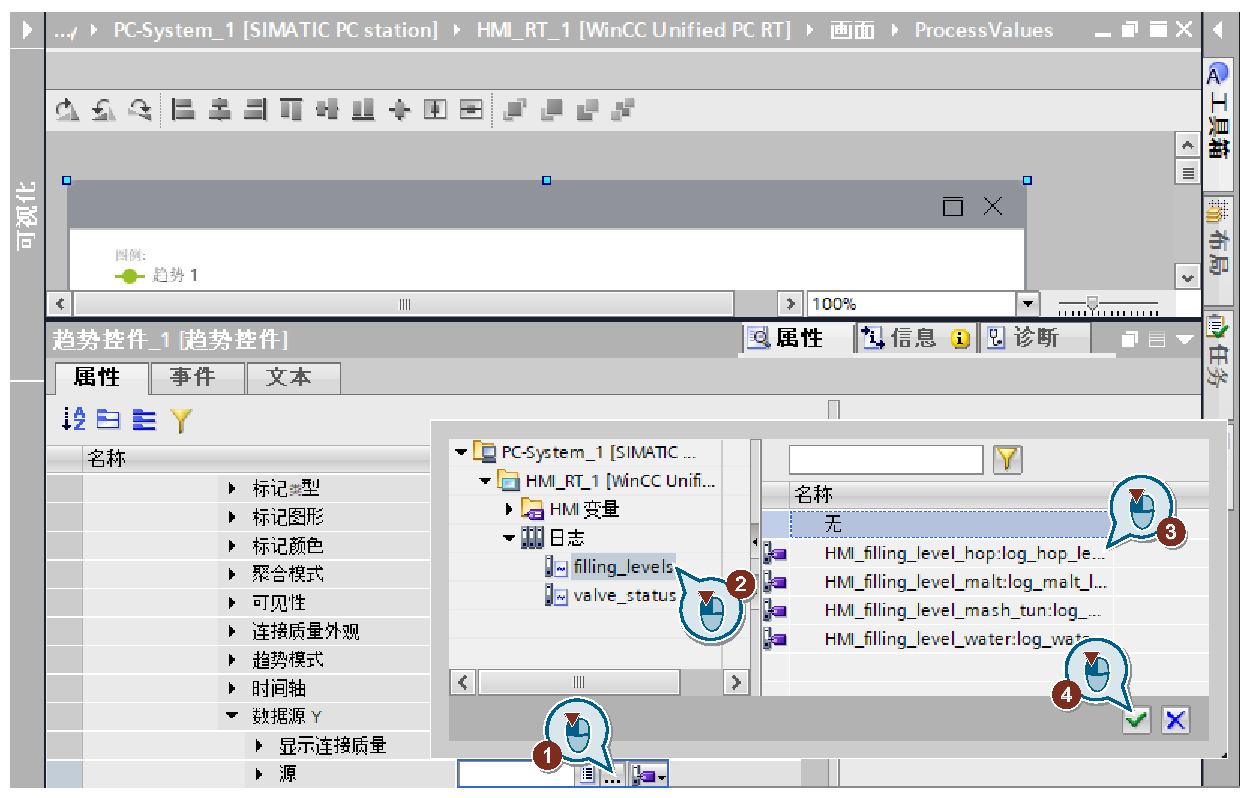 .../ PC-System_1 [SIMATIC PC station] HMI_RT_1 [WinCC Unified PC RT] 画面 ProcessValues
可视化
工具箱
布局
任务
图例:
趋势 1
100%
趋势控件_1 [趋势控件]
属性
信息
诊断
属性
事件
文本
名称
标记类型
标记图形
标记颜色
聚合模式
可见性
连接质量外观
趋势模式
时间轴
数据源 Y
显示连接质量
源
PC-System_1 [SIMATIC ...
HMI_RT_1 [WinCC Unifi...
HMI 变量
日志
filling_levels
valve_status
名称
无
HMI_filling_level_hop:log_hop_le...
HMI_filling_level_malt:log_malt_l...
HMI_filling_level_mash_tun:log_...
HMI_filling_level_water:log_wate
1
2
3
4